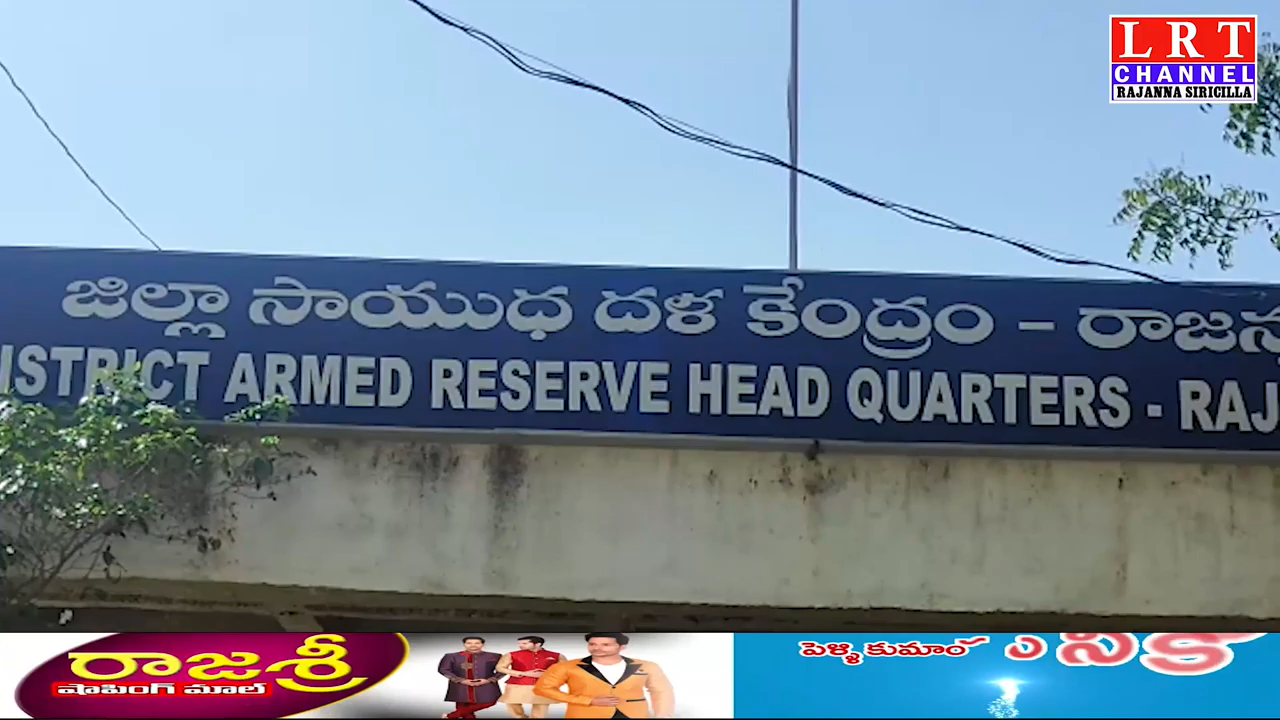 LRT
CHANNEL
RAJANNA SIRICILLA
జిల్లా సాయుధ దళ కేంద్రం – రాజన
ISTRICT ARMED RESERVE HEAD QUARTERS - RAJ
రాజశ్రీ
షాపింగ్ మాల్
పెళ్ళి కుమా